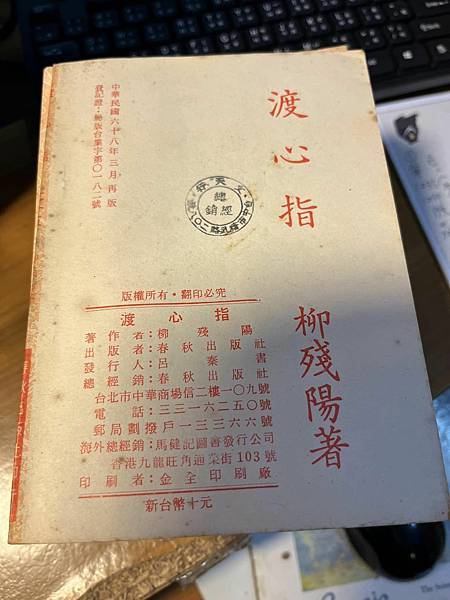 渡心指
柳殘陽著
中華民國六十八年三月再版
登記證:局版台業字第〇一八二號
總經銷
版權所有・翻印必究
渡心指
著作者:柳殘陽
出版者:春秋出版社
發行人:呂秦書
總經銷:春秋出版社
台北市中華商場信二樓一〇九號
電話:三三一六二五〇號
郵局劃撥戶一三三六六號
海外總經銷:馬健記圖書發行公司
香港九龍旺角通菜街103號
印刷者:金全印刷廠
新台幣十元